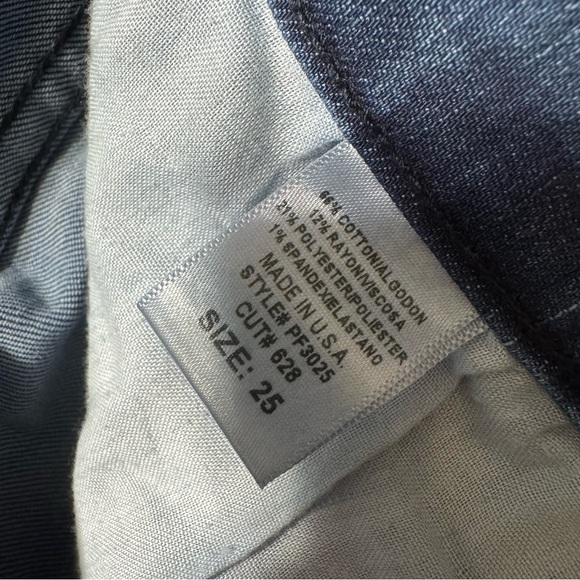 66% COTTON/ALGODON
12% RAYON/VISCOSA
21% POLYESTER/POLIESTER
1% SPANDEX/ELASTANO
MADE IN U.S.A.
STYLE# PF3025
CUT# 628
SIZE: 25